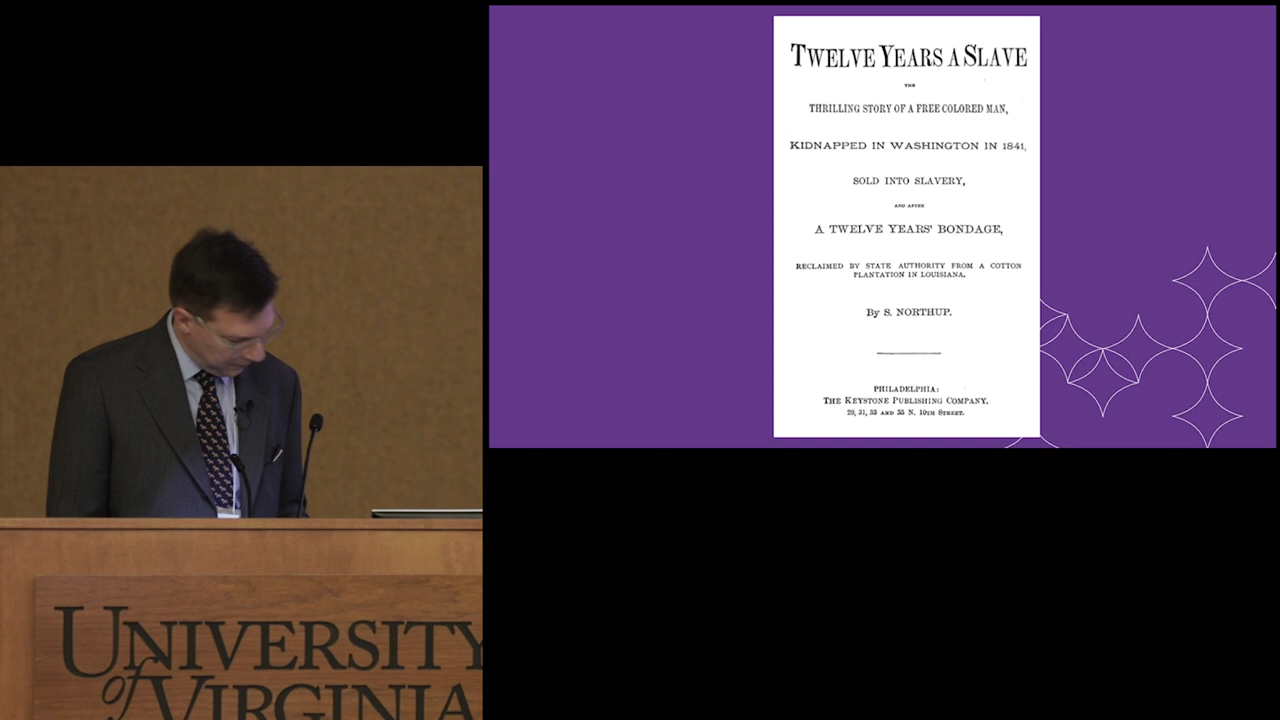 TWELVE YEARS A SLAVE
THE
THRILLING STORY OF A FREE COLORED MAN,
KIDNAPPED IN WASHINGTON IN 1841,
SOLD INTO SLAVERY,
AND AFTER
A TWELVE YEARS' BONDAGE,
RECLAIMED BY STATE AUTHORITY FROM A COTTON
PLANTATION IN LOUISIANA.
By S. NORTHUP.
PHILADELPHIA:
THE KEYSTONE PUBLISHING COMPANY,
29, 31, 33 AND 35 N. 10TH STREET.
UNIVERSITY
of VIRGINIA